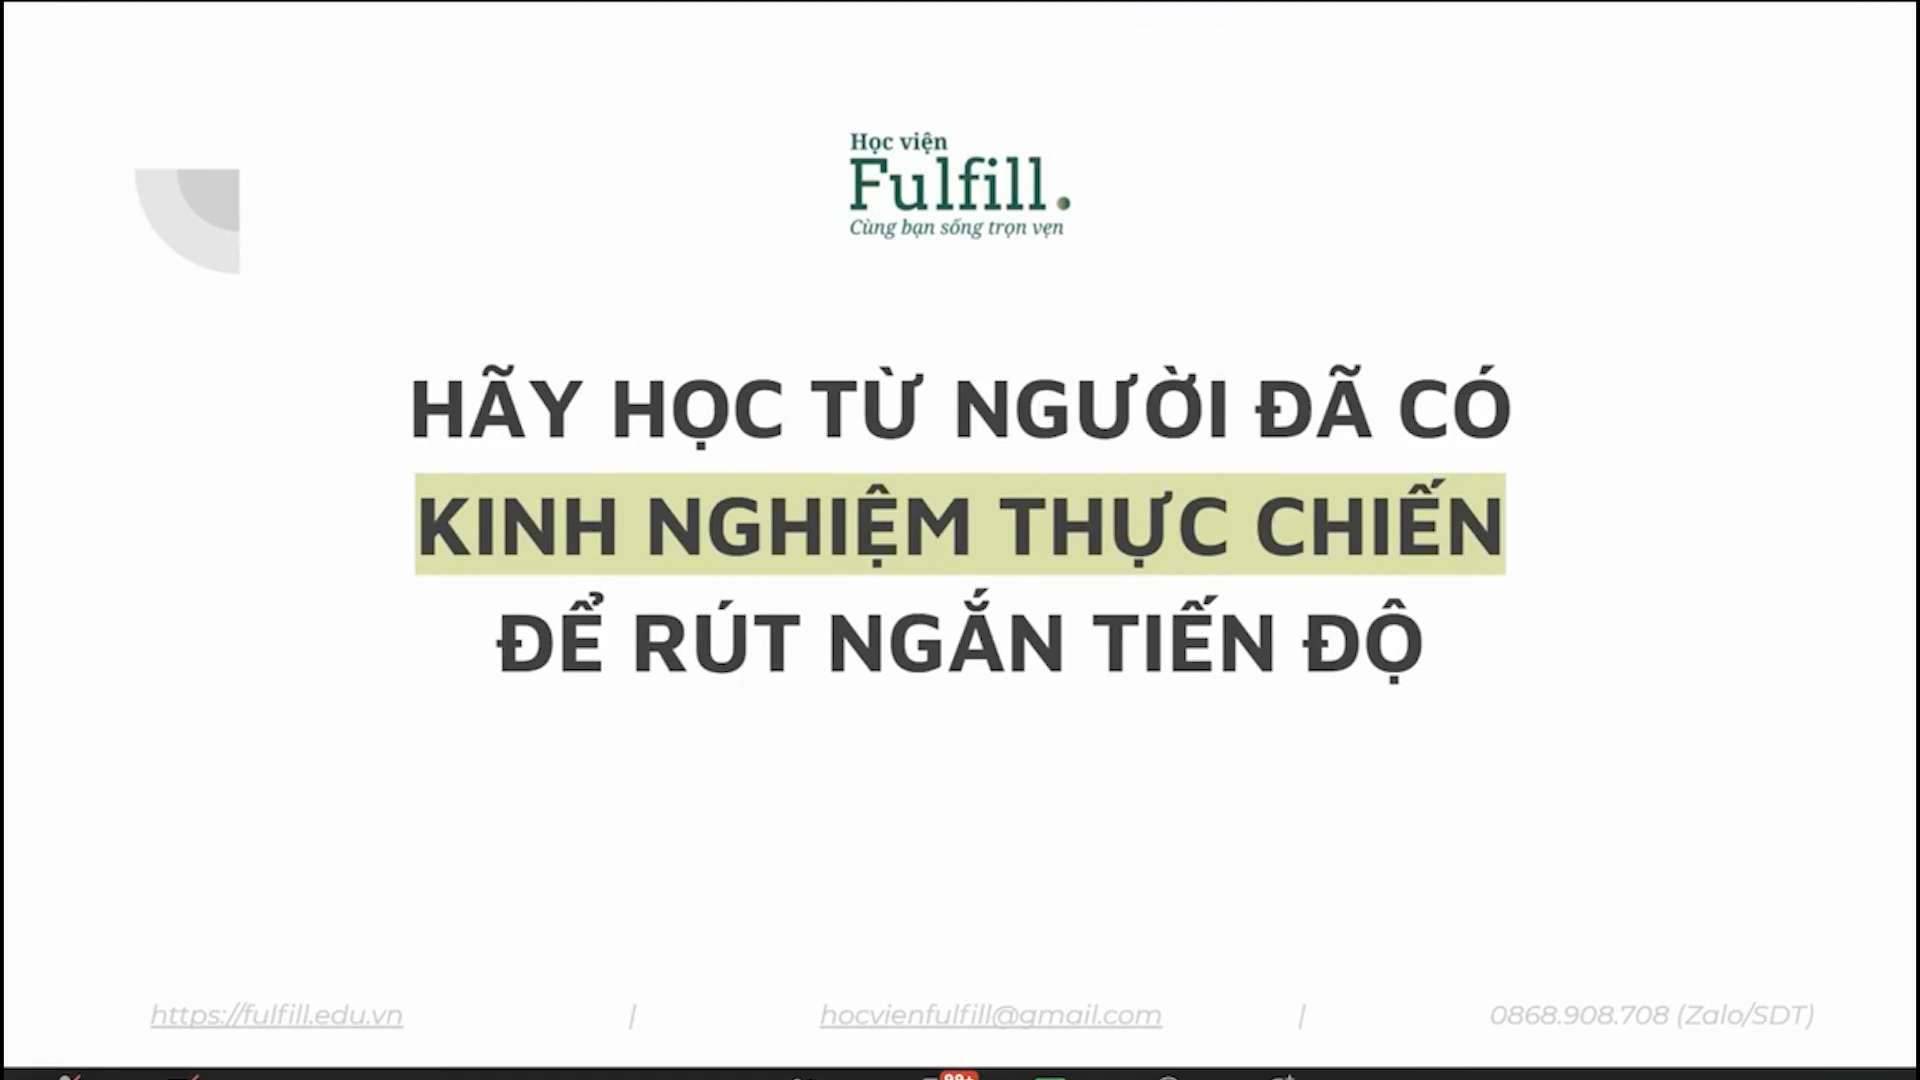 Học viện
Fulfill.
Cùng bạn sống trọn vẹn
HÃY HỌC TỪ NGƯỜI ĐÃ CÓ
KINH NGHIỆM THỰC CHIẾN
ĐỂ RÚT NGẮN TIẾN ĐỘ
https://fulfill.edu.vn | hocvienfulfill@gmail.com | 0868.908.708 (Zalo/SDT)
99+